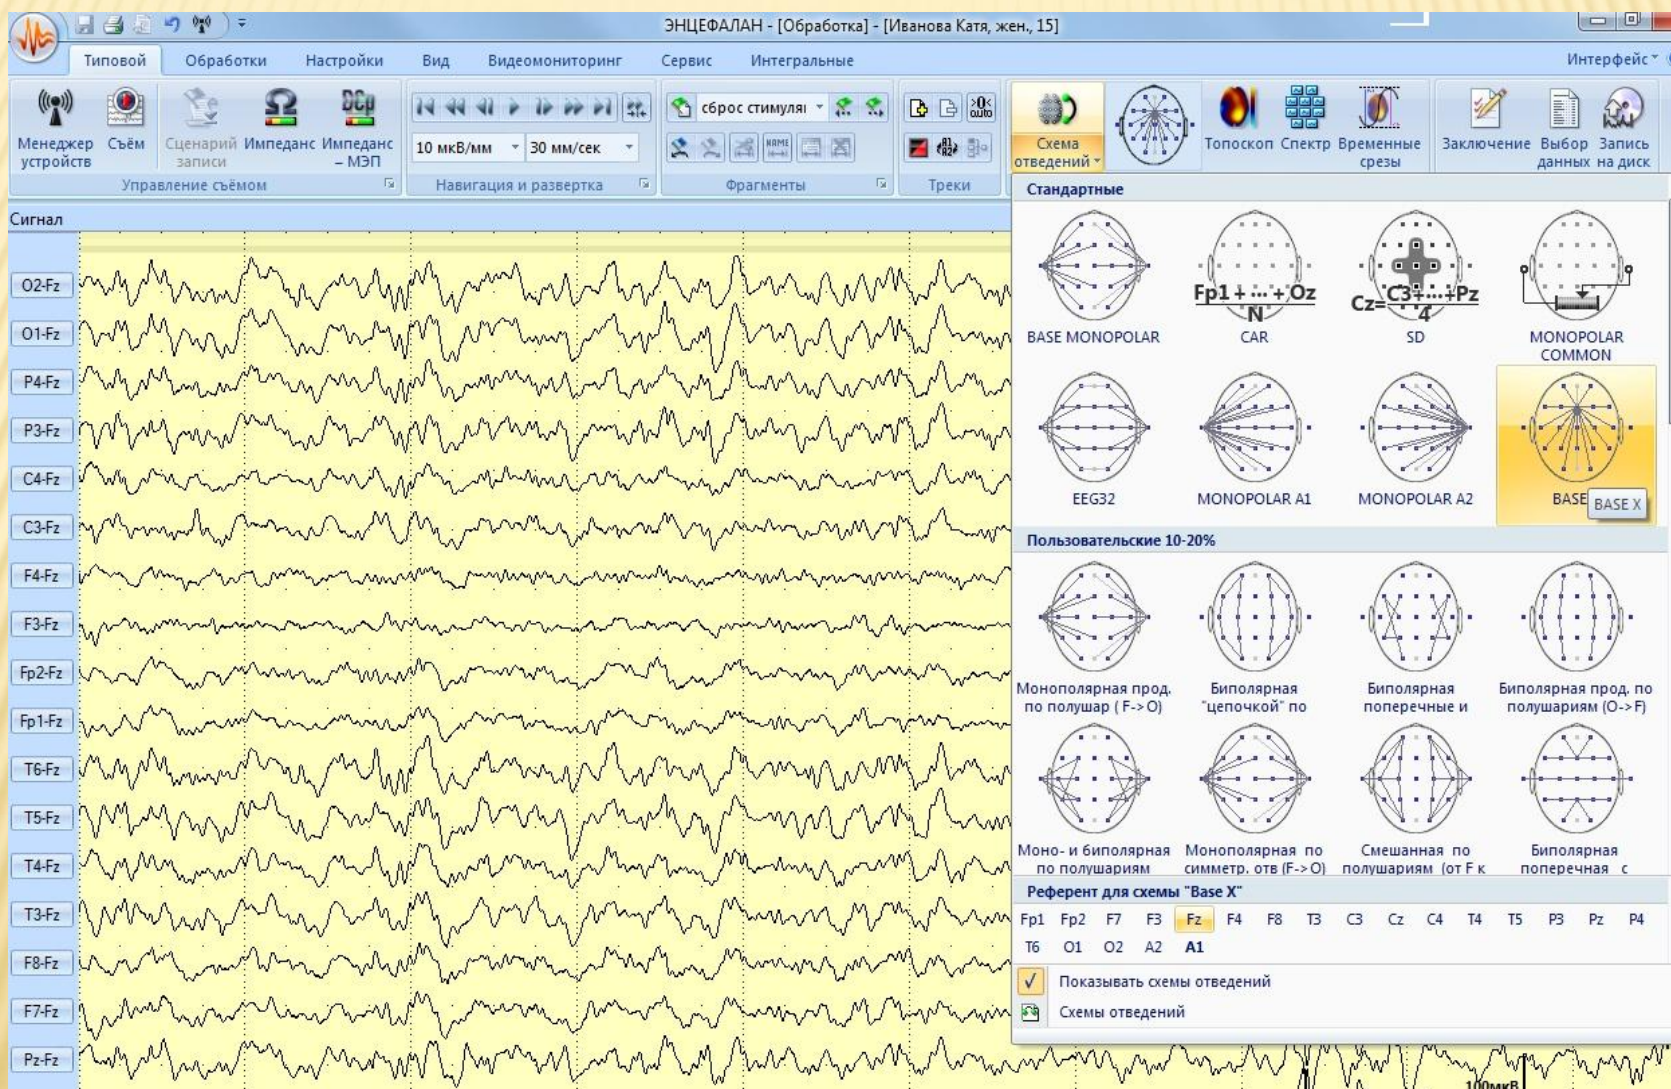 ЭНЦЕФАЛАН - [Обработка] - [Иванова Катя, жен., 15]
Типовой Обработки Настройки Вид Видеомониторинг Сервис Интегральные Интерфейс
Менеджер устройств
Съём
Сценарий записи
Импеданс
Импеданс – МЭП
Управление съёмом
10 мкВ/мм 30 мм/сек
Навигация и развертка
сброс стимуля
NAME
Фрагменты
Треки
Схема отведений
Топоскоп
Спектр
Временные срезы
Заключение
Выбор данных
Запись на диск
Сигнал
O2-Fz
O1-Fz
P4-Fz
P3-Fz
C4-Fz
C3-Fz
F4-Fz
F3-Fz
Fp2-Fz
Fp1-Fz
T6-Fz
T5-Fz
T4-Fz
T3-Fz
F8-Fz
F7-Fz
Pz-Fz
100мкВ
Стандартные
Fp1 + ... + Oz
N
Cz= C3+...+Pz
4
BASE MONOPOLAR
CAR
SD
MONOPOLAR COMMON
EEG32
MONOPOLAR A1
MONOPOLAR A2
BASE
BASE X
Пользовательские 10-20%
Монополярная прод. по полушар ( F->O)
Биполярная "цепочкой" по
Биполярная поперечные и
Биполярная прод. по полушариям (O->F)
Моно- и биполярная по полушариям
Монополярная по симметр. отв (F->O)
Смешанная по полушариям (от F к
Биполярная поперечная с
Референт для схемы "Base X"
Fp1 Fp2 F7 F3 Fz F4 F8 T3 C3 Cz C4 T4 T5 P3 Pz P4
T6 O1 O2 A2 A1
Показывать схемы отведений
Схемы отведений